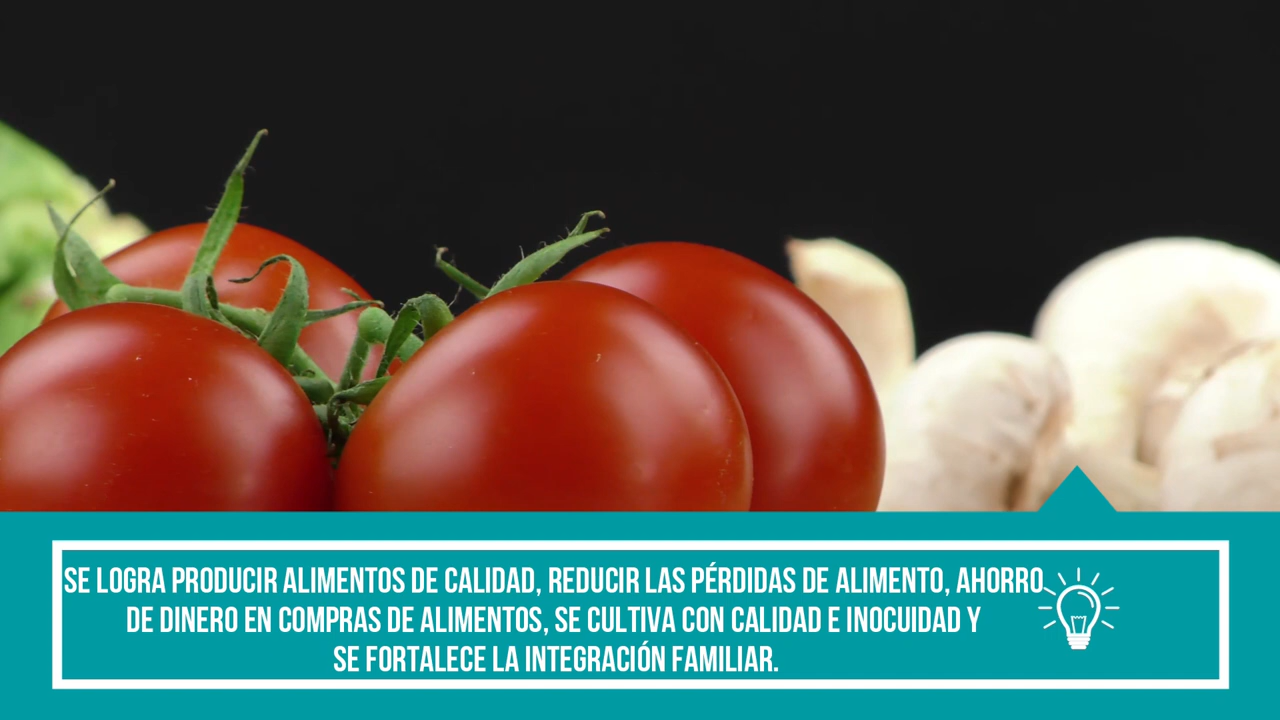 SE LOGRA PRODUCIR ALIMENTOS DE CALIDAD, REDUCIR LAS PÉRDIDAS DE ALIMENTO, AHORRO
DE DINERO EN COMPRAS DE ALIMENTOS, SE CULTIVA CON CALIDAD E INOCUIDAD Y
SE FORTALECE LA INTEGRACIÓN FAMILIAR.